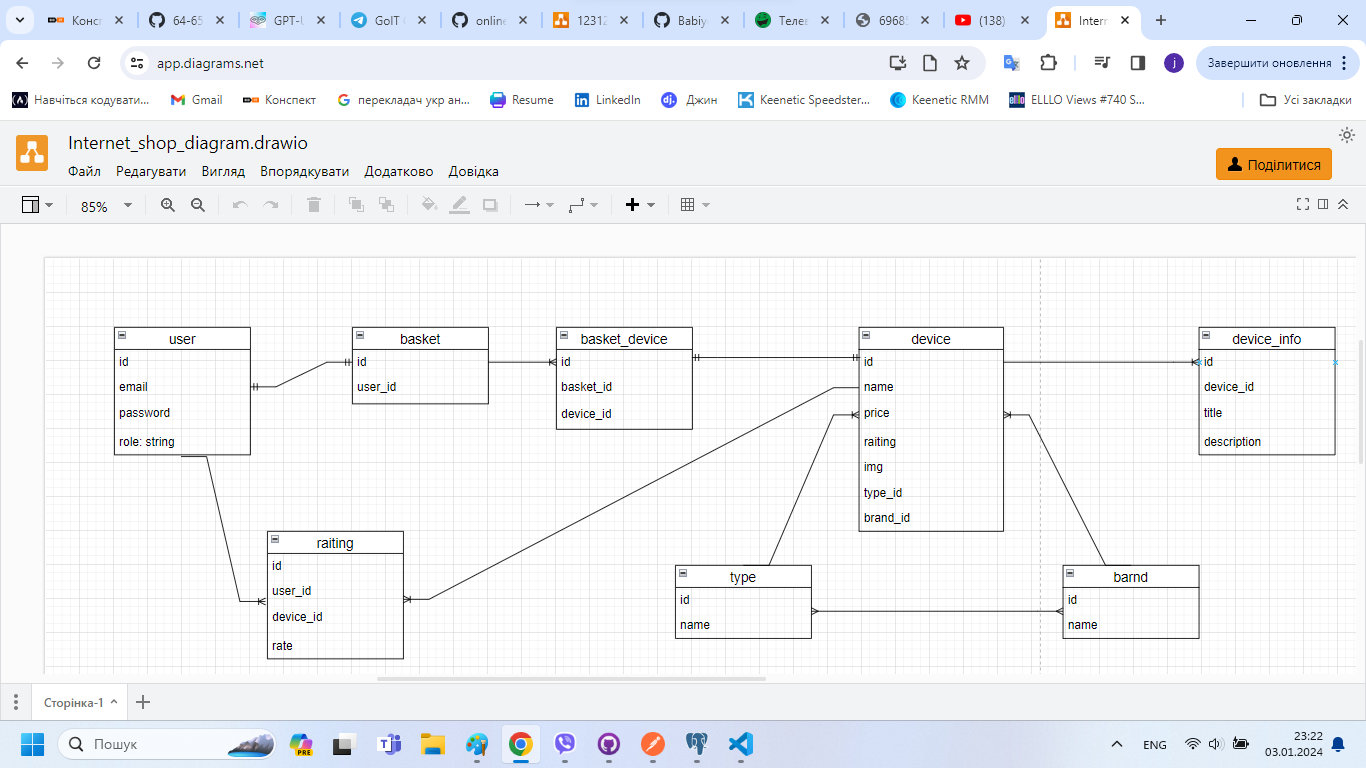 Консп
64-65
GPT-U
GoIT
online
12312
Babiy
Телег
6968
(138)
Intern
app.diagrams.net
j
Завершити оновлення
Навчіться кодувати...
Gmail
Конспект
перекладач укр ан...
Resume
LinkedIn
Джин
Keenetic Speedster...
Keenetic RMM
ELLLO Views #740 S...
Усі закладки
Internet_shop_diagram.drawio
Файл
Редагувати
Вигляд
Впорядкувати
Додатково
Довідка
Поділитися
85%
user
id
email
password
role: string
basket
id
user_id
basket_device
id
basket_id
device_id
device
id
name
price
raiting
img
type_id
brand_id
device_info
id
device_id
title
description
raiting
id
user_id
device_id
rate
type
id
name
barnd
id
name
Сторінка-1
Пошук
PRE
ENG
23:22
03.01.2024